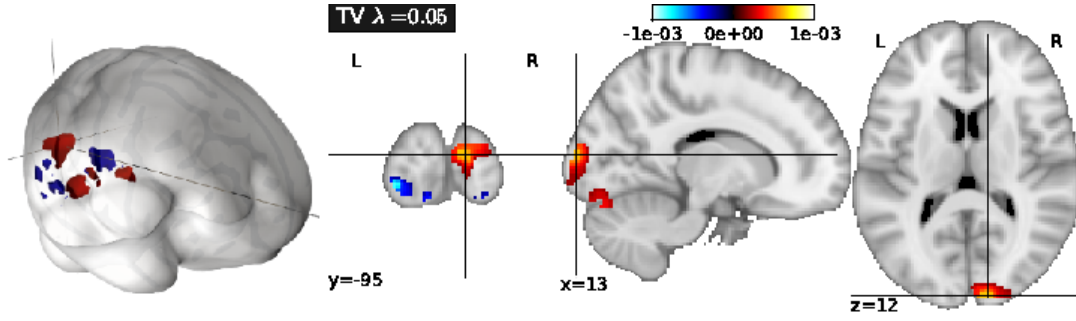 TV λ=0.05
-1e-03 0e+00 1e-03
L R
L R
y=-95
x=13
z=12